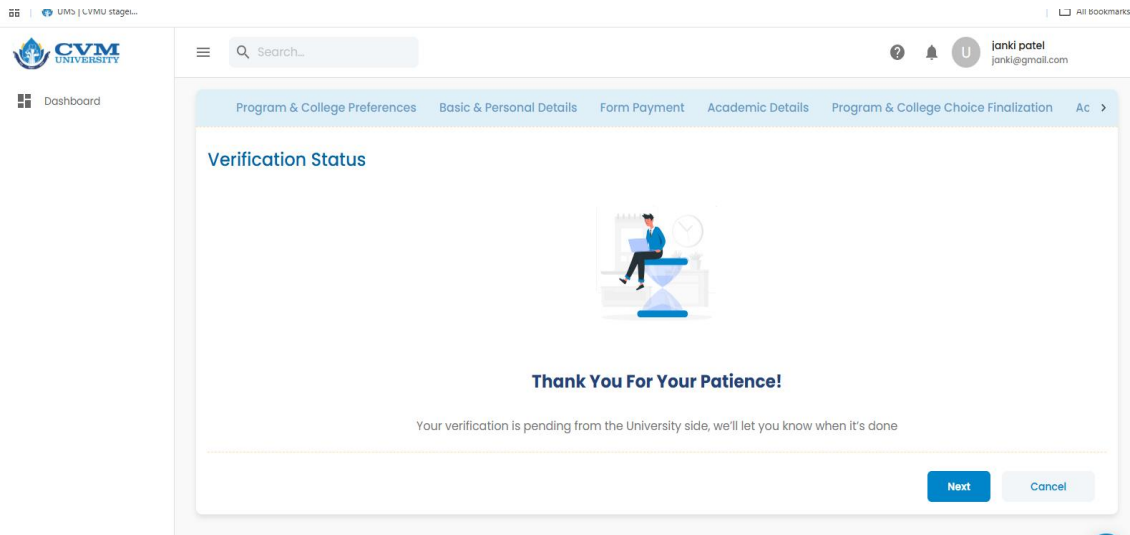 UMS | CVMU stagei...
All Bookmarks
CVM
UNIVERSITY
Search...
U
janki patel
janki@gmail.com
Dashboard
Program & College Preferences Basic & Personal Details Form Payment Academic Details Program & College Choice Finalization Ac
Verification Status
Thank You For Your Patience!
Your verification is pending from the University side, we'll let you know when it's done
Next Cancel